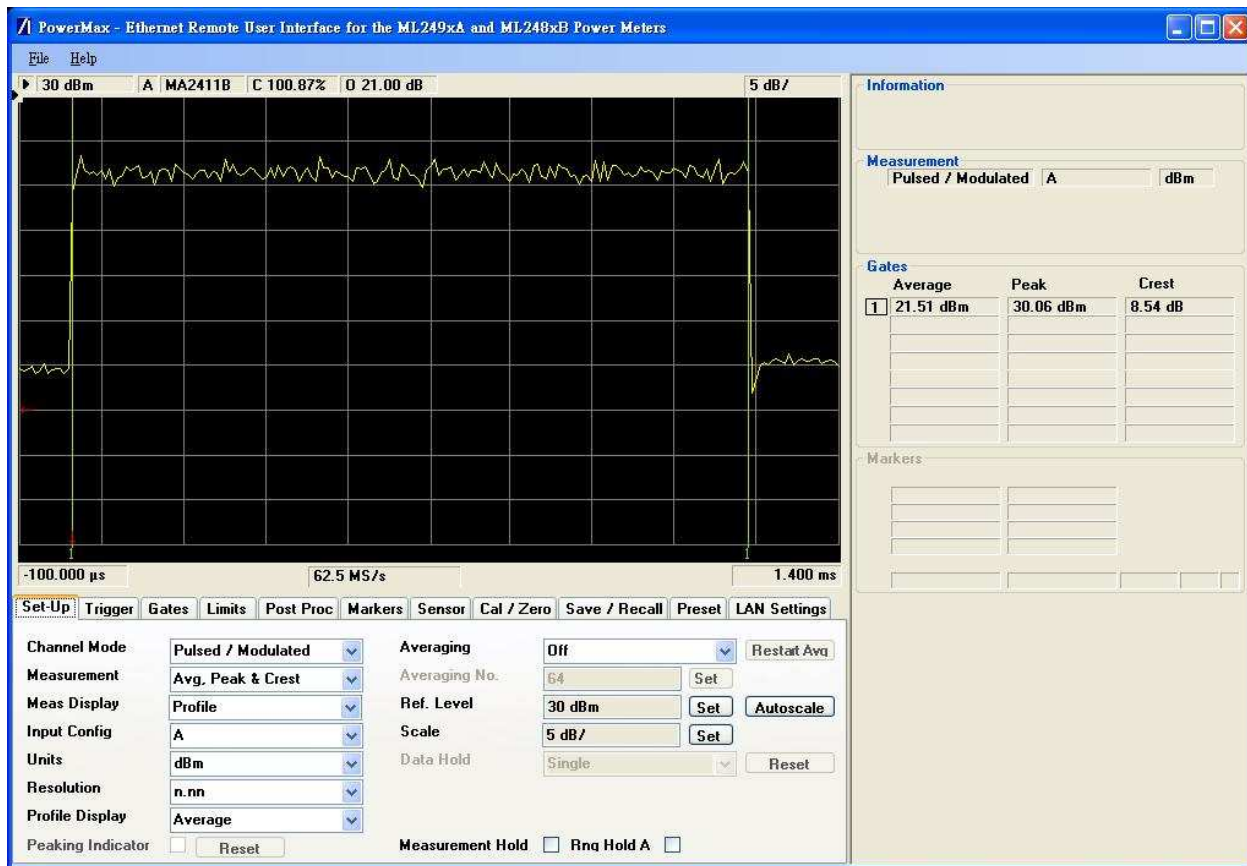 PowerMax - Ethernet Remote User Interface for the ML249xA and ML248xB Power Meters
File Help
30 dBm A MA2411B C 100.87% O 21.00 dB 5 dB/
1 1
-100.000 µs 62.5 MS/s 1.400 ms
Information
Measurement
Pulsed / Modulated A dBm
Gates
Average Peak Crest
1 21.51 dBm 30.06 dBm 8.54 dB
Markers
Set-Up Trigger Gates Limits Post Proc Markers Sensor Cal / Zero Save / Recall Preset LAN Settings
Channel Mode Pulsed / Modulated Averaging Off Restart Avg
Measurement Avg, Peak & Crest Averaging No. 64 Set
Meas Display Profile Ref. Level 30 dBm Set Autoscale
Input Config A Scale 5 dB/ Set
Units dBm Data Hold Single Reset
Resolution n.nn
Profile Display Average
Peaking Indicator Reset Measurement Hold Rng Hold A